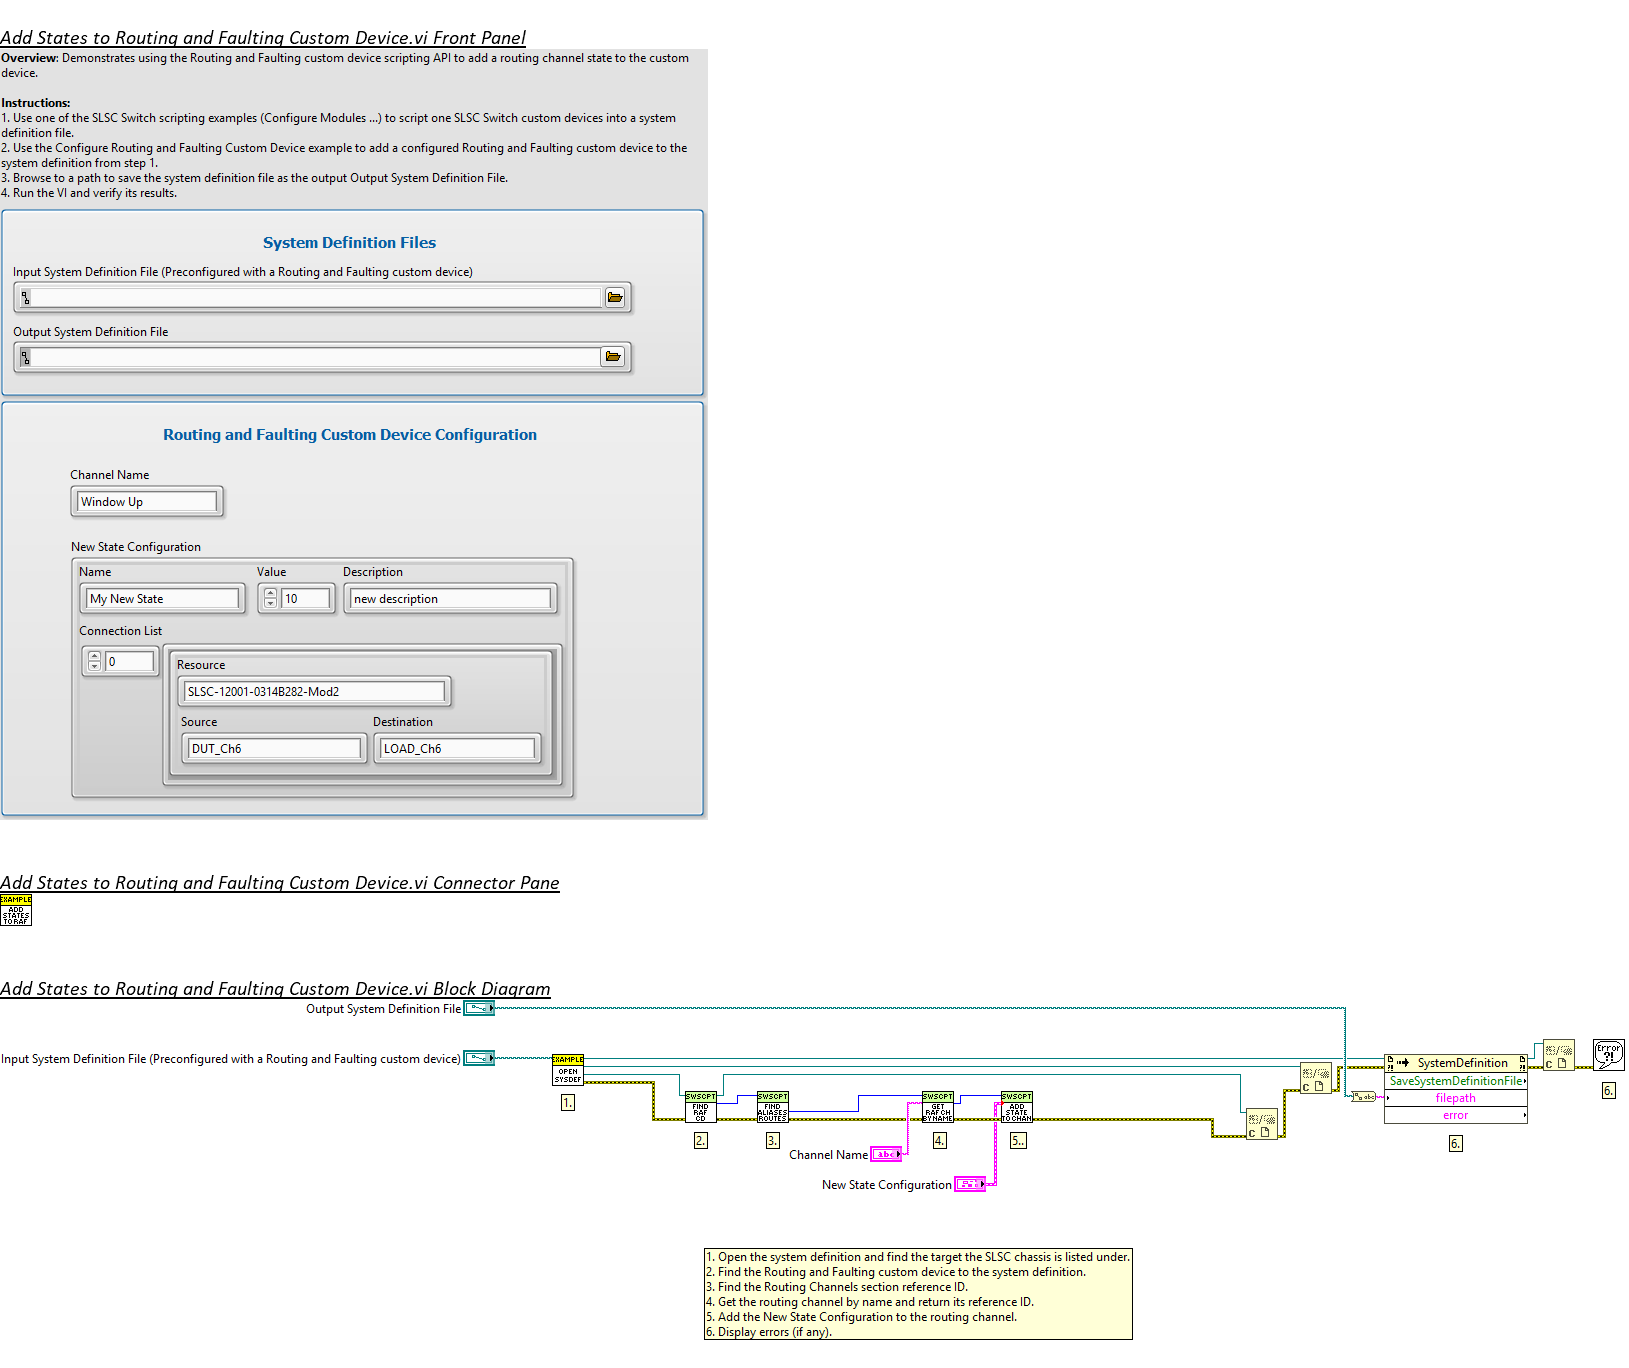 Add States to Routing and Faulting Custom Device.vi Front Panel
Overview: Demonstrates using the Routing and Faulting custom device scripting API to add a routing channel state to the custom
device.
Instructions:
1. Use one of the SLSC Switch scripting examples (Configure Modules ...) to script one SLSC Switch custom devices into a system
definition file.
2. Use the Configure Routing and Faulting Custom Device example to add a configured Routing and Faulting custom device to the
system definition from step 1.
3. Browse to a path to save the system definition file as the output Output System Definition File.
4. Run the VI and verify its results.
System Definition Files
Input System Definition File (Preconfigured with a Routing and Faulting custom device)
Output System Definition File
Routing and Faulting Custom Device Configuration
Channel Name
Window Up
New State Configuration
Name Value Description
My New State 10 new description
Connection List
0
Resource
SLSC-12001-0314B282-Mod2
Source Destination
DUT_Ch6 LOAD_Ch6
Add States to Routing and Faulting Custom Device.vi Connector Pane
EXAMPLE
ADD
STATES
TO RAF
Add States to Routing and Faulting Custom Device.vi Block Diagram
Output System Definition File
Input System Definition File (Preconfigured with a Routing and Faulting custom device)
EXAMPLE
OPEN
SYSDEF
1.
SWSCPT
FIND
RAF
CD
2.
SWSCPT
FIND
ALIASES
ROUTES
3.
SWSCPT
GET
RAF CH
BY NAME
4.
SWSCPT
ADD
STATE
TO CHAN
5..
Channel Name
abc
New State Configuration
C
C
SystemDefinition
SaveSystemDefinitionFile
filepath
error
abc
6.
C
Error
?!
6.
1. Open the system definition and find the target the SLSC chassis is listed under.
2. Find the Routing and Faulting custom device to the system definition.
3. Find the Routing Channels section reference ID.
4. Get the routing channel by name and return its reference ID.
5. Add the New State Configuration to the routing channel.
6. Display errors (if any).